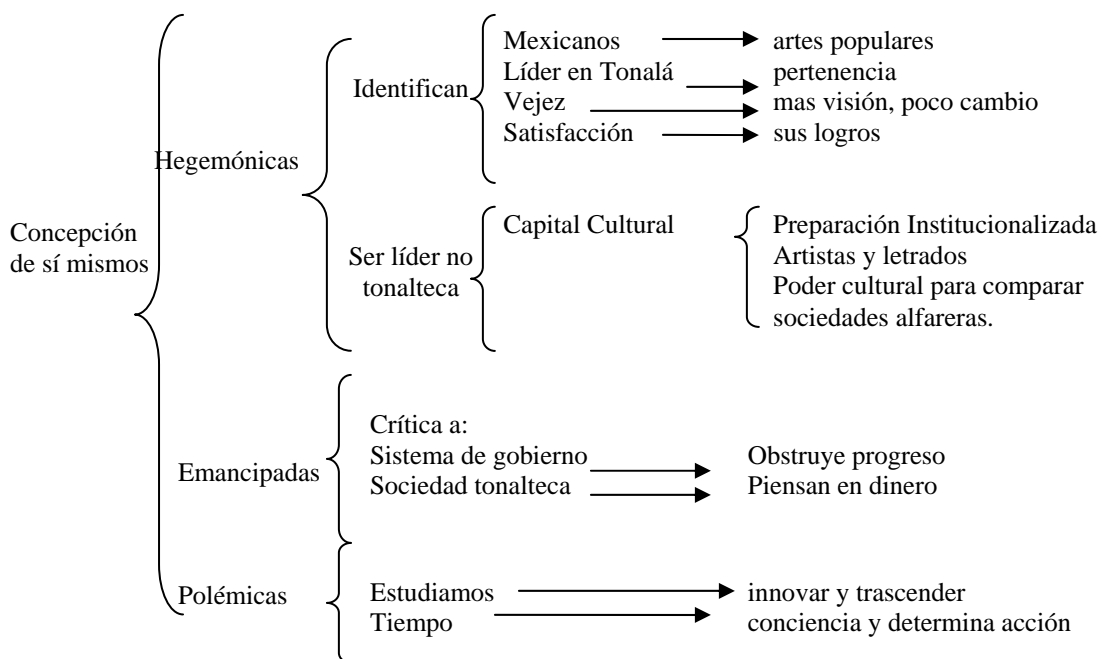 Concepción
de sí mismos
Hegemónicas
Identifican
Mexicanos
artes populares
Líder en Tonalá
pertenencia
Vejez
mas visión, poco cambio
Satisfacción
sus logros
Ser líder no
tonalteca
Capital Cultural
Preparación Institucionalizada
Artistas y letrados
Poder cultural para comparar
sociedades alfareras.
Emancipadas
Crítica a:
Sistema de gobierno
Obstruye progreso
Sociedad tonalteca
Piensan en dinero
Polémicas
Estudiamos
innovar y trascender
Tiempo
conciencia y determina acción